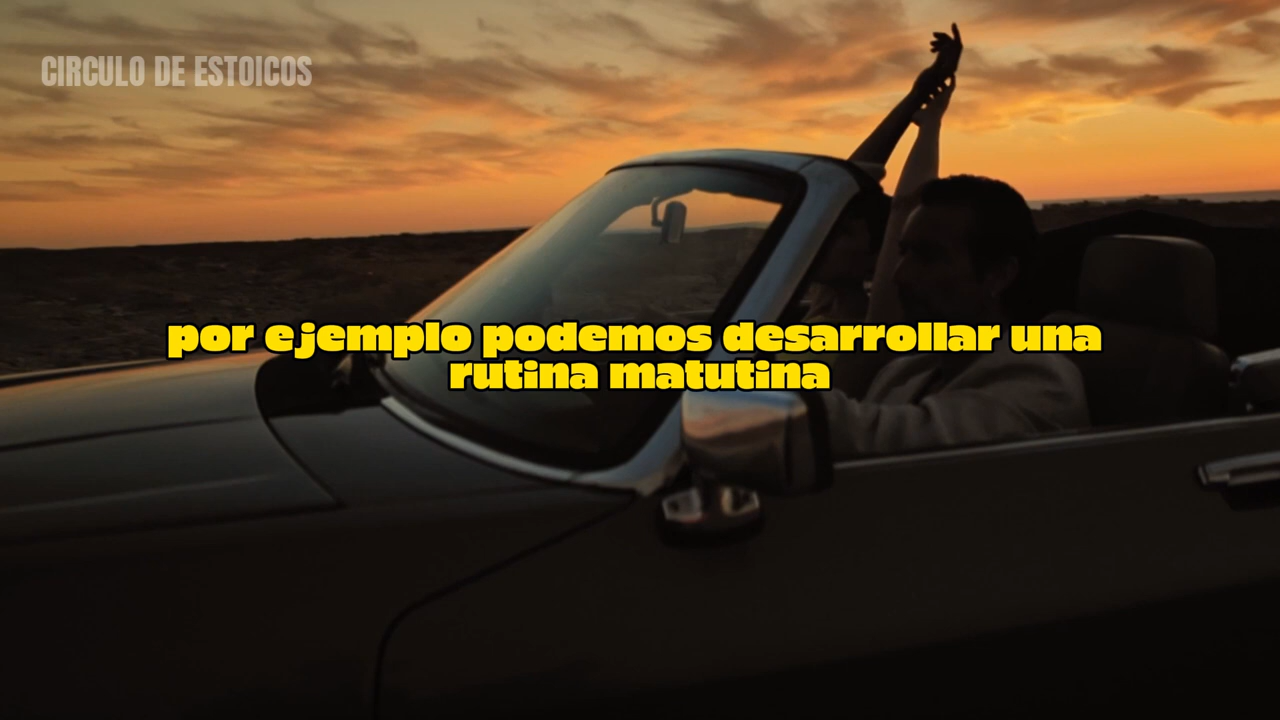 CIRCULO DE ESTOICOS
por ejemplo podemos desarrollar una
rutina matutina